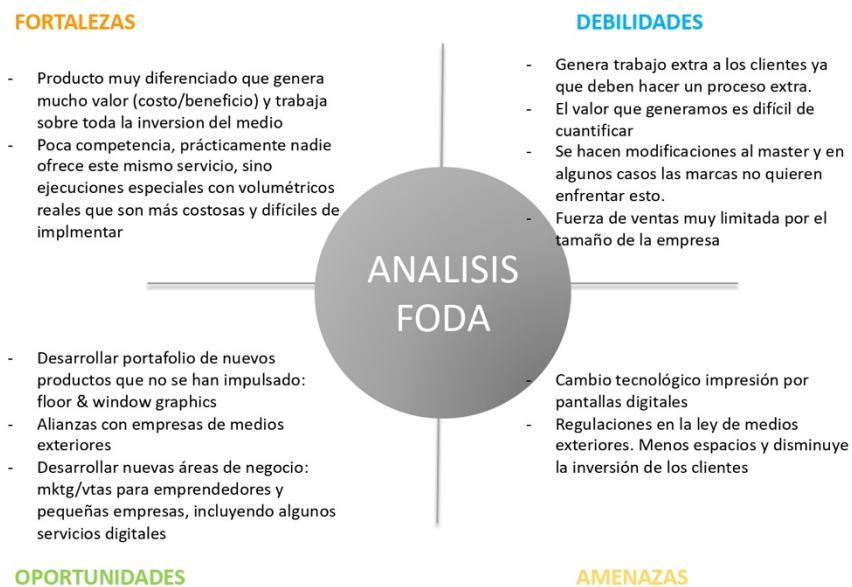 FORTALEZAS
- Producto muy diferenciado que genera
mucho valor (costo/beneficio) y trabaja
sobre toda la inversion del medio
- Poca competencia, prácticamente nadie
ofrece este mismo servicio, sino
ejecuciones especiales con volumétricos
reales que son más costosas y difíciles de
implmentar
DEBILIDADES
- Genera trabajo extra a los clientes ya
que deben hacer un proceso extra.
- El valor que generamos es difícil de
cuantificar
- Se hacen modificaciones al master y en
algunos casos las marcas no quieren
enfrentar esto.
- Fuerza de ventas muy limitada por el
tamaño de la empresa
ANALISIS
FODA
- Desarrollar portafolio de nuevos
productos que no se han impulsado:
floor & window graphics
- Alianzas con empresas de medios
exteriores
- Desarrollar nuevas áreas de negocio:
mktg/vtas para emprendedores y
pequeñas empresas, incluyendo algunos
servicios digitales
OPORTUNIDADES
- Cambio tecnológico impresión por
pantallas digitales
- Regulaciones en la ley de medios
exteriores. Menos espacios y disminuye
la inversión de los clientes
AMENAZAS